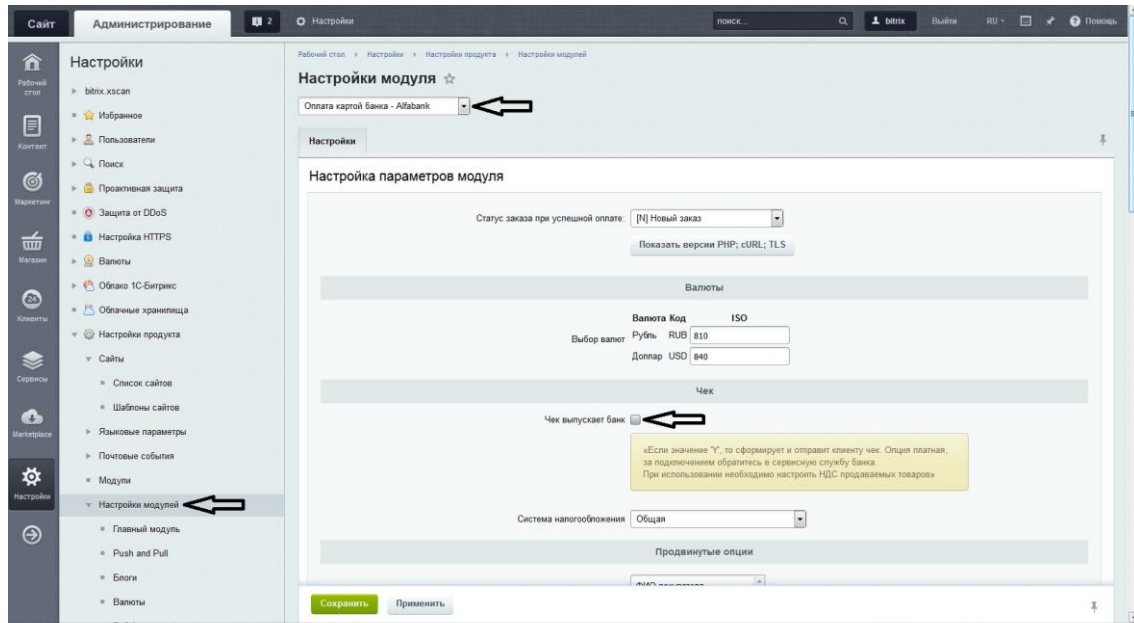 Сайт
Администрирование
2
Настройки
поиск...
bitrix
Выйти
RU
Помощь
Рабочий стол
Контент
Маркетинг
Магазин
24
Клиенты
Сервисы
Marketplace
Настройки
Настройки
bitrix.xscan
Избранное
Пользователи
Поиск
Проактивная защита
Защита от DDoS
Настройка HTTPS
Валюты
Облако 1С-Битрикс
Облачные хранилища
Настройки продукта
Сайты
Список сайтов
Шаблоны сайтов
Языковые параметры
Почтовые события
Модули
Настройки модулей
Главный модуль
Push and Pull
Блоги
Валюты
Рабочий стол Настройки Настройки продукта Настройки модулей
Настройки модуля
Оплата картой банка - Alfabank
Настройки
Настройка параметров модуля
Статус заказа при успешной оплате: [N] Новый заказ
Показать версии PHP; cURL; TLS
Валюты
Валюта Код ISO
Выбор валют
Рубль RUB 810
Доллар USD 840
Чек
Чек выпускает банк
«Если значение 'Y', то сформирует и отправит клиенту чек. Опция платная,
за подключением обратитесь в сервисную службу банка.
При использовании необходимо настроить НДС продаваемых товаров»
Система налогообложения Общая
Продвинутые опции
Сохранить
Применить